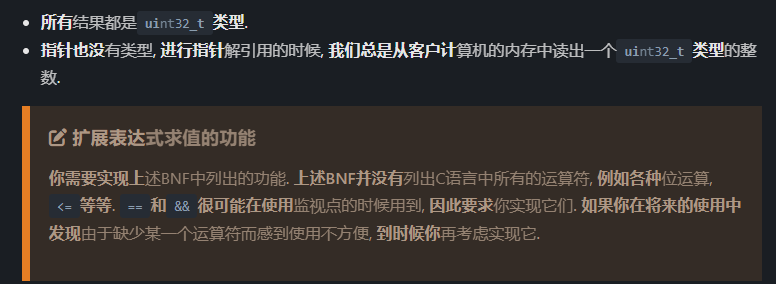 所有结果都是 uint32_t 类型.
指针也没有类型, 进行指针解引用的时候, 我们总是从客户计算机的内存中读出一个 uint32_t 类型的整
数.
扩展表达式求值的功能
你需要实现上述BNF中列出的功能. 上述BNF并没有列出C语言中所有的运算符, 例如各种位运算,
<= 等等. == 和 && 很可能在使用监视点的时候用到, 因此要求你实现它们. 如果你在将来的使用中
发现由于缺少某一个运算符而感到使用不方便, 到时候你再考虑实现它.